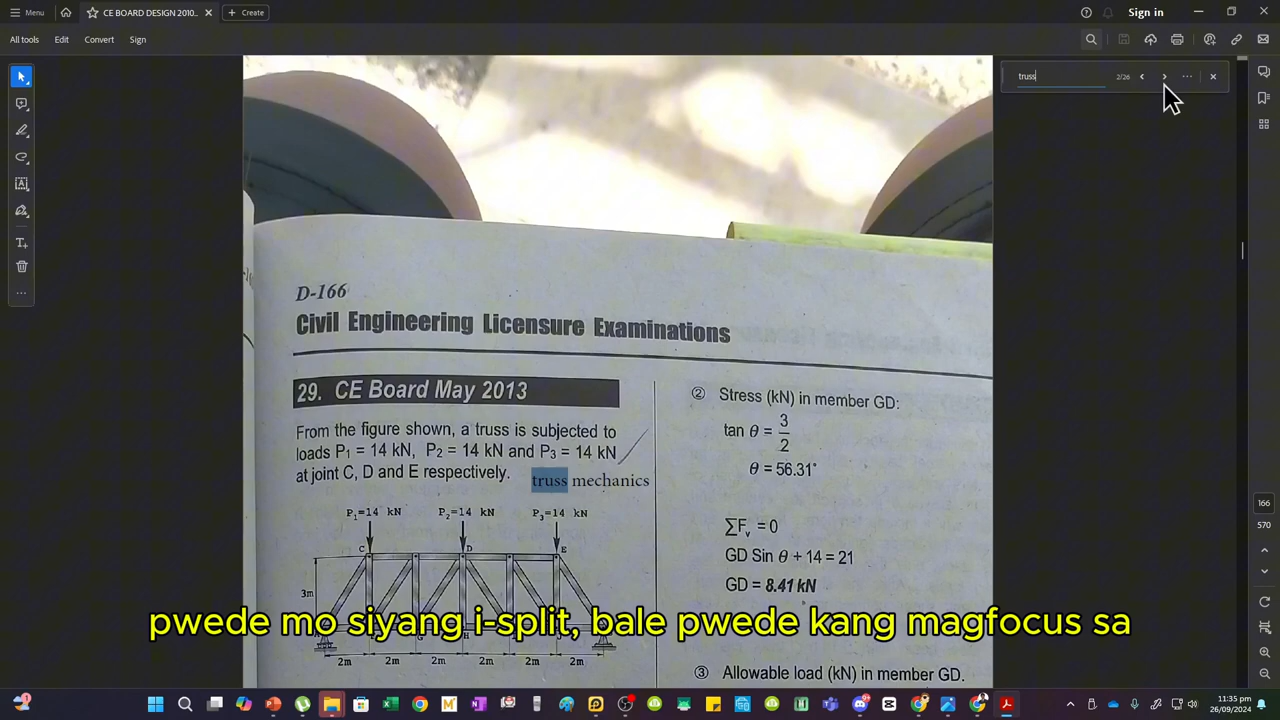 Menu
CE BOARD DESIGN 2010...
Create
Sign in
All tools
Edit
Convert
Sign
truss
2/26
D-166
Civil Engineering Licensure Examinations
29. CE Board May 2013
From the figure shown, a truss is subjected to
loads P1 = 14 kN, P2 = 14 kN and P3 = 14 kN
at joint C, D and E respectively.
truss mechanics
P1=14 kN
P2=14 kN
P3=14 kN
C
D
E
3m
H
2m
2m
2m
2m
2m
② Stress (kN) in member GD:
tan θ = 3/2
θ = 56.31°
∑Fv = 0
GD Sin θ + 14 = 21
GD = 8.41 kN
③ Allowable load (kN) in member GD.
pwede mo siyang i-split, bale pwede kang magfocus sa
166
570
11:35 pm
26/09/2024